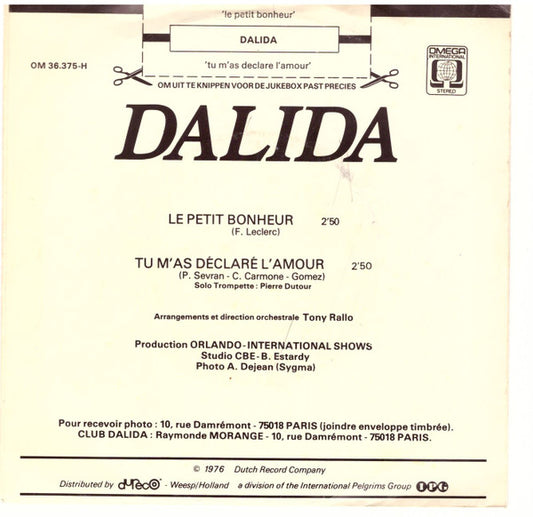 'le petit bonheur'
DALIDA
'tu m'as declare l'amour'
OM 36.375-H
OM UIT TE KNIPPEN VOOR DE JUKEBOX PAST PRECIES
OMEGA
INTERNATIONAL
STEREO
DALIDA
LE PETIT BONHEUR 2'50
(F. Leclerc)
TU M'AS DÉCLARÉ L'AMOUR 2'50
(P. Sevran - C. Carmone - Gomez)
Solo Trompette : Pierre Dutour
Arrangements et direction orchestrale Tony Rallo
Production ORLANDO-INTERNATIONAL SHOWS
Studio CBE-B. Estardy
Photo A. Dejean (Sygma)
Pour recevoir photo : 10, rue Damrémont - 75018 PARIS (joindre enveloppe timbrée).
CLUB DALIDA : Raymonde MORANGE - 10, rue Damrémont - 75018 PARIS.
© 1976 Dutch Record Company
Distributed by dureco - Weesp/Holland a division of the International Pelgrims Group IPG